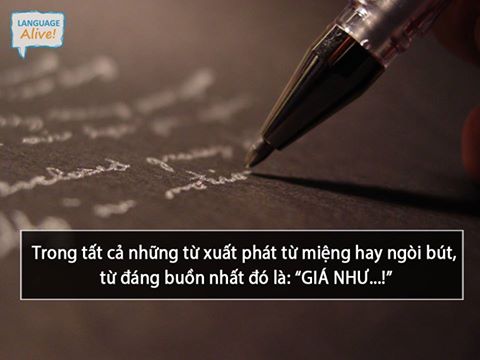 LANGUAGE
Alive!
Trong tất cả những từ xuất phát từ miệng hay ngòi bút,
từ đáng buồn nhất đó là: “GIÁ NHƯ...!”